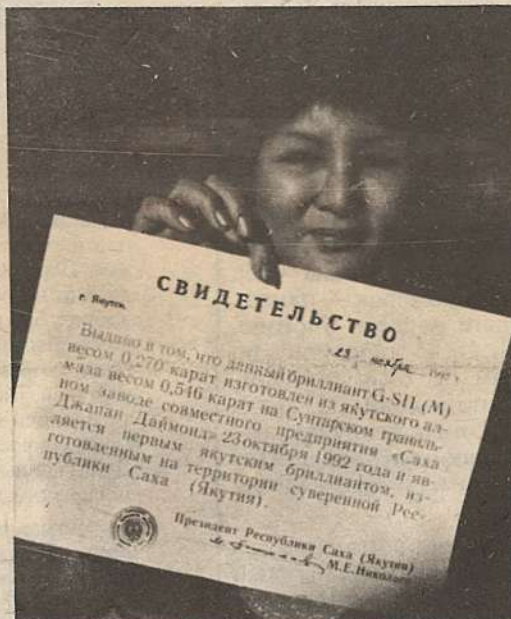 СВИДЕТЕЛЬСТВО
г. Якутск
ноября
Выдано в том, что данный бриллиант G-SII (М)
весом 0,270 карат изготовлен из якутского ал-
маза весом 0,546 карат на Сунтарском граниль-
ном заводе совместного предприятия «Саха
Джапан Даймонд» 23 октября 1992 года и яв-
ляется первым якутским бриллиантом, из-
готовленным на территории суверенной Рес-
публики Саха (Якутия).
Президент Республики Саха (Якутия)
М.Е.Николаев